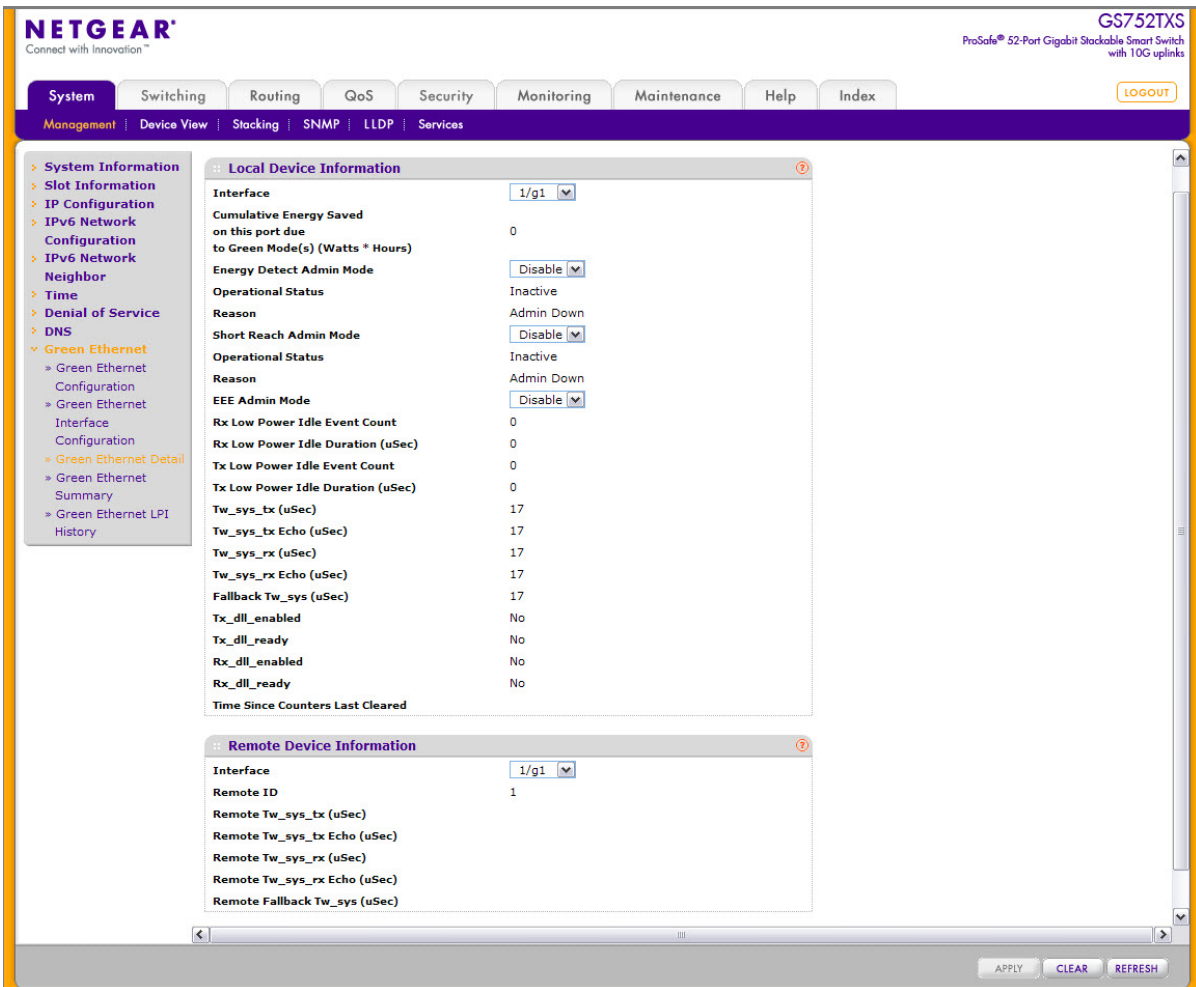 NETGEAR®
Connect with Innovation™
GS752TXS
ProSafe® 52-Port Gigabit Stackable Smart Switch
with 10G uplinks
System Switching Routing QoS Security Monitoring Maintenance Help Index
LOGOUT
Management Device View Stacking SNMP LLDP Services
System Information
Slot Information
IP Configuration
IPv6 Network
Configuration
IPv6 Network
Neighbor
Time
Denial of Service
DNS
Green Ethernet
» Green Ethernet
Configuration
» Green Ethernet
Interface
Configuration
» Green Ethernet Detail
» Green Ethernet
Summary
» Green Ethernet LPI
History
Local Device Information ?
Interface 1/g1
Cumulative Energy Saved
on this port due 0
to Green Mode(s) (Watts * Hours)
Energy Detect Admin Mode Disable
Operational Status Inactive
Reason Admin Down
Short Reach Admin Mode Disable
Operational Status Inactive
Reason Admin Down
EEE Admin Mode Disable
Rx Low Power Idle Event Count 0
Rx Low Power Idle Duration (uSec) 0
Tx Low Power Idle Event Count 0
Tx Low Power Idle Duration (uSec) 0
Tw_sys_tx (uSec) 17
Tw_sys_tx Echo (uSec) 17
Tw_sys_rx (uSec) 17
Tw_sys_rx Echo (uSec) 17
Fallback Tw_sys (uSec) 17
Tx_dll_enabled No
Tx_dll_ready No
Rx_dll_enabled No
Rx_dll_ready No
Time Since Counters Last Cleared
Remote Device Information ?
Interface 1/g1
Remote ID 1
Remote Tw_sys_tx (uSec)
Remote Tw_sys_tx Echo (uSec)
Remote Tw_sys_rx (uSec)
Remote Tw_sys_rx Echo (uSec)
Remote Fallback Tw_sys (uSec)
APPLY CLEAR REFRESH